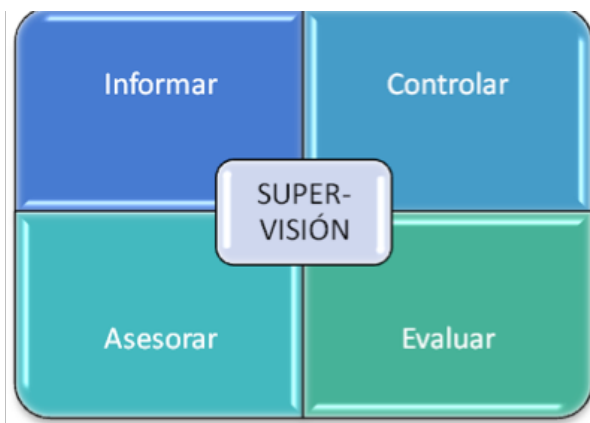 Informar
Controlar
SUPER-
VISIÓN
Asesorar
Evaluar